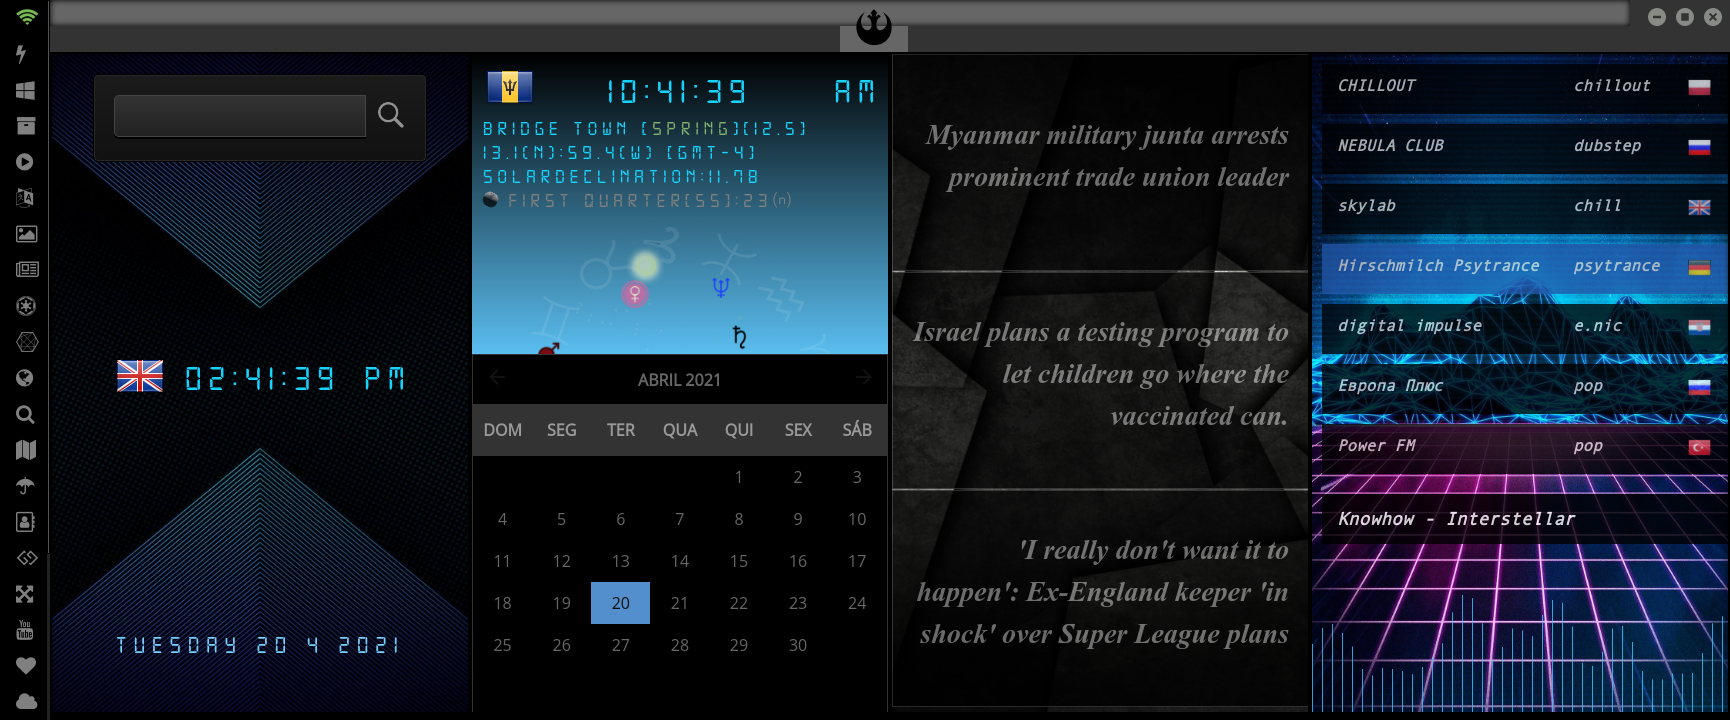 02:41:39 PM
TUESDAY 20 4 2021
10:41:39 AM
BRIDGE TOWN [SPRING][12.5]
13.1(N):59.4(W) [GMT-4]
SOLARDECLINATION:11.78
FIRST QUARTER[55]:23(n)
ABRIL 2021
DOM SEG TER QUA QUI SEX SÁB
1 2 3
4 5 6 7 8 9 10
11 12 13 14 15 16 17
18 19 20 21 22 23 24
25 26 27 28 29 30
Myanmar military junta arrests
prominent trade union leader
Israel plans a testing program to
let children go where the
vaccinated can.
'I really don't want it to
happen': Ex-England keeper 'in
shock' over Super League plans
CHILLOUT chillout
NEBULA CLUB dubstep
skylab chill
Hirschmilch Psytrance psytrance
digital impulse e.nic
Европа Плюс pop
Power FM pop
Knowhow - Interstellar
You
Tube